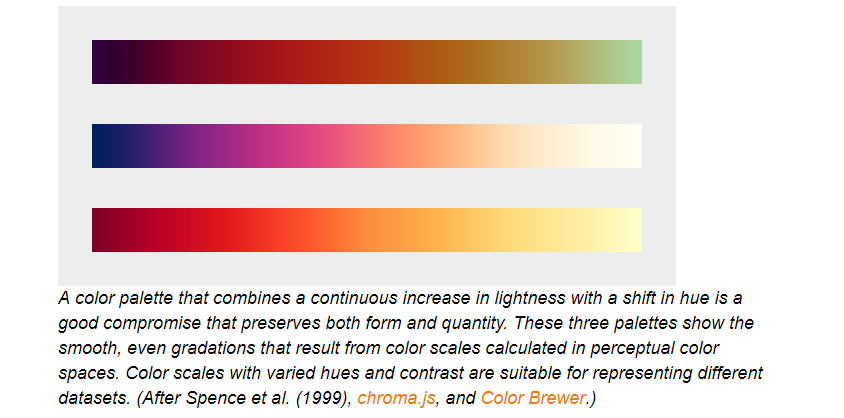 A color palette that combines a continuous increase in lightness with a shift in hue is a
good compromise that preserves both form and quantity. These three palettes show the
smooth, even gradations that result from color scales calculated in perceptual color
spaces. Color scales with varied hues and contrast are suitable for representing different
datasets. (After Spence et al. (1999), chroma.js, and Color Brewer.)